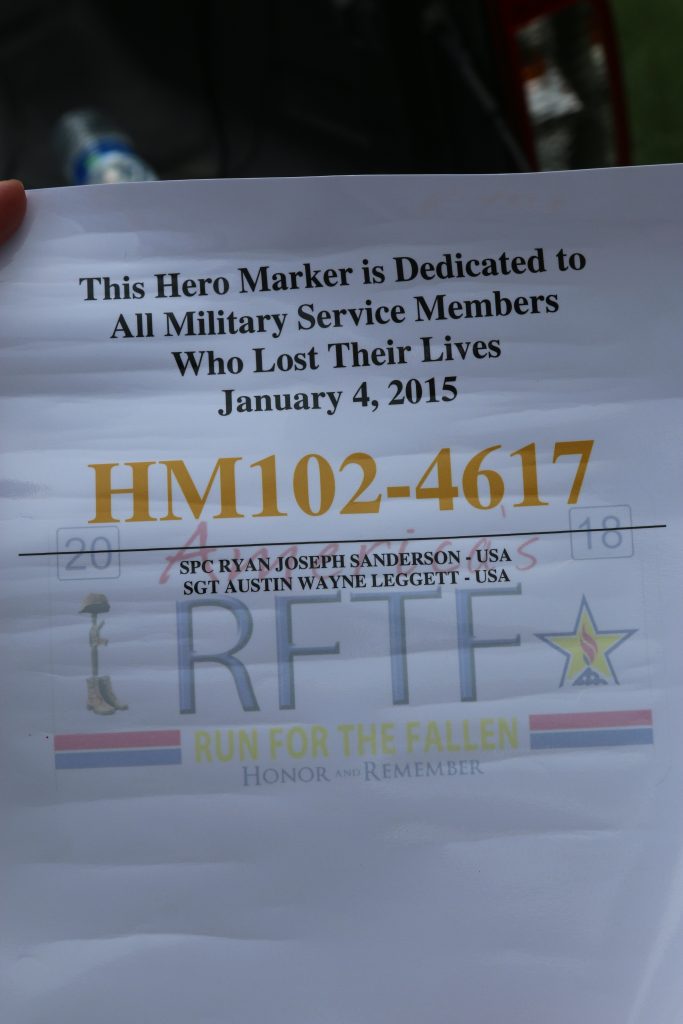 This Hero Marker is Dedicated to
All Military Service Members
Who Lost Their Lives
January 4, 2015
HM102-4617
20 America's 18
SPC RYAN JOSEPH SANDERSON - USA
SGT AUSTIN WAYNE LEGGETT - USA
RFTF
RUN FOR THE FALLEN
HONOR AND REMEMBER